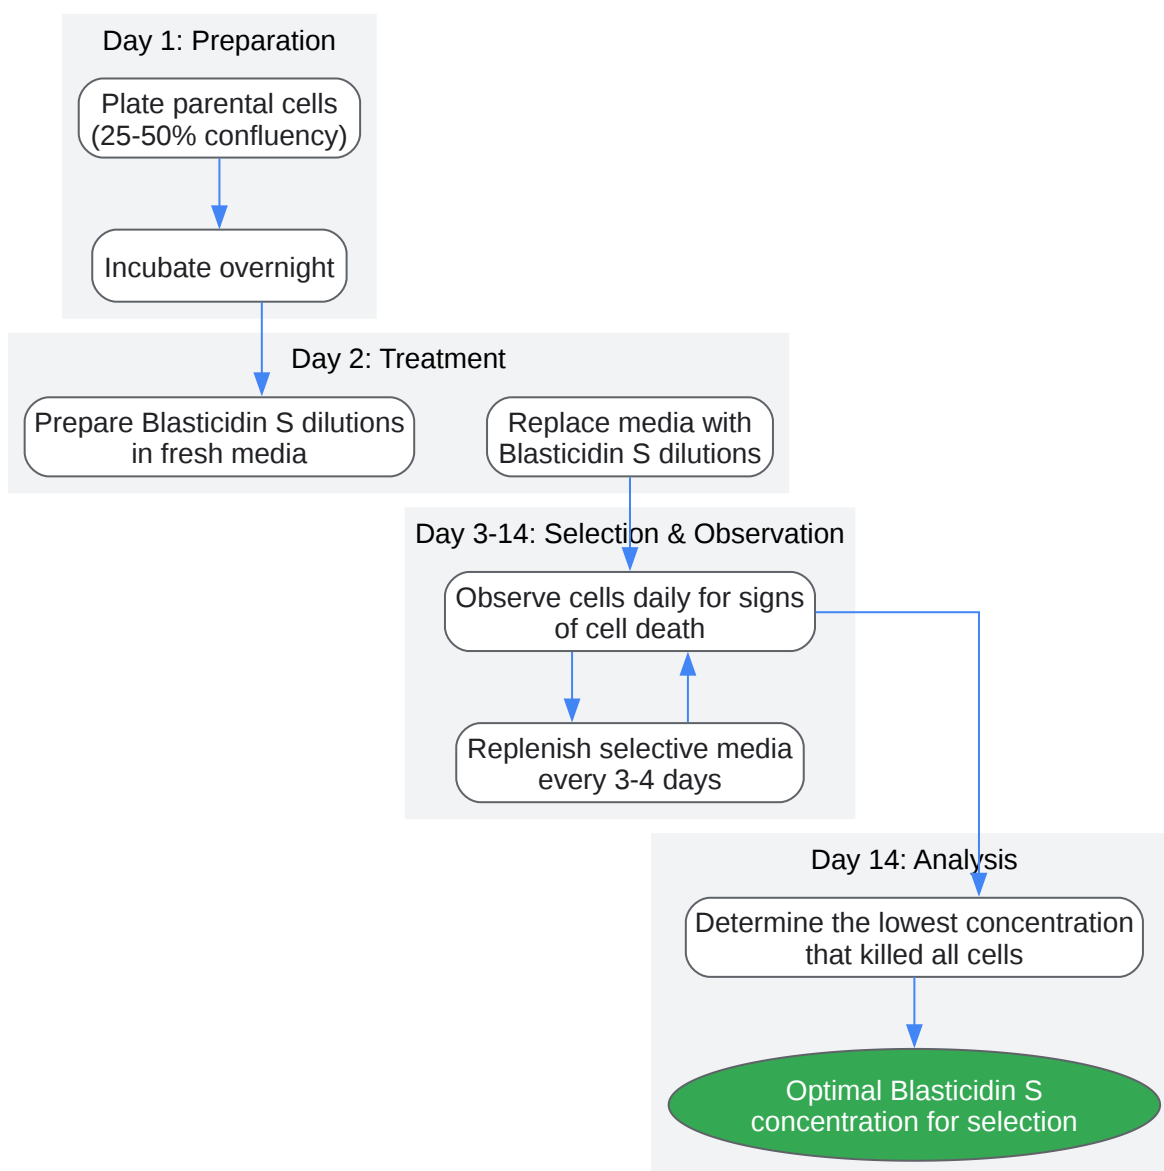 Day 1: Preparation
Plate parental cells
(25-50% confluency)
Incubate overnight
Day 2: Treatment
Prepare Blasticidin S dilutions
in fresh media
Replace media with
Blasticidin S dilutions
Day 3-14: Selection & Observation
Observe cells daily for signs
of cell death
Replenish selective media
every 3-4 days
Day 14: Analysis
Determine the lowest concentration
that killed all cells
Optimal Blasticidin S
concentration for selection